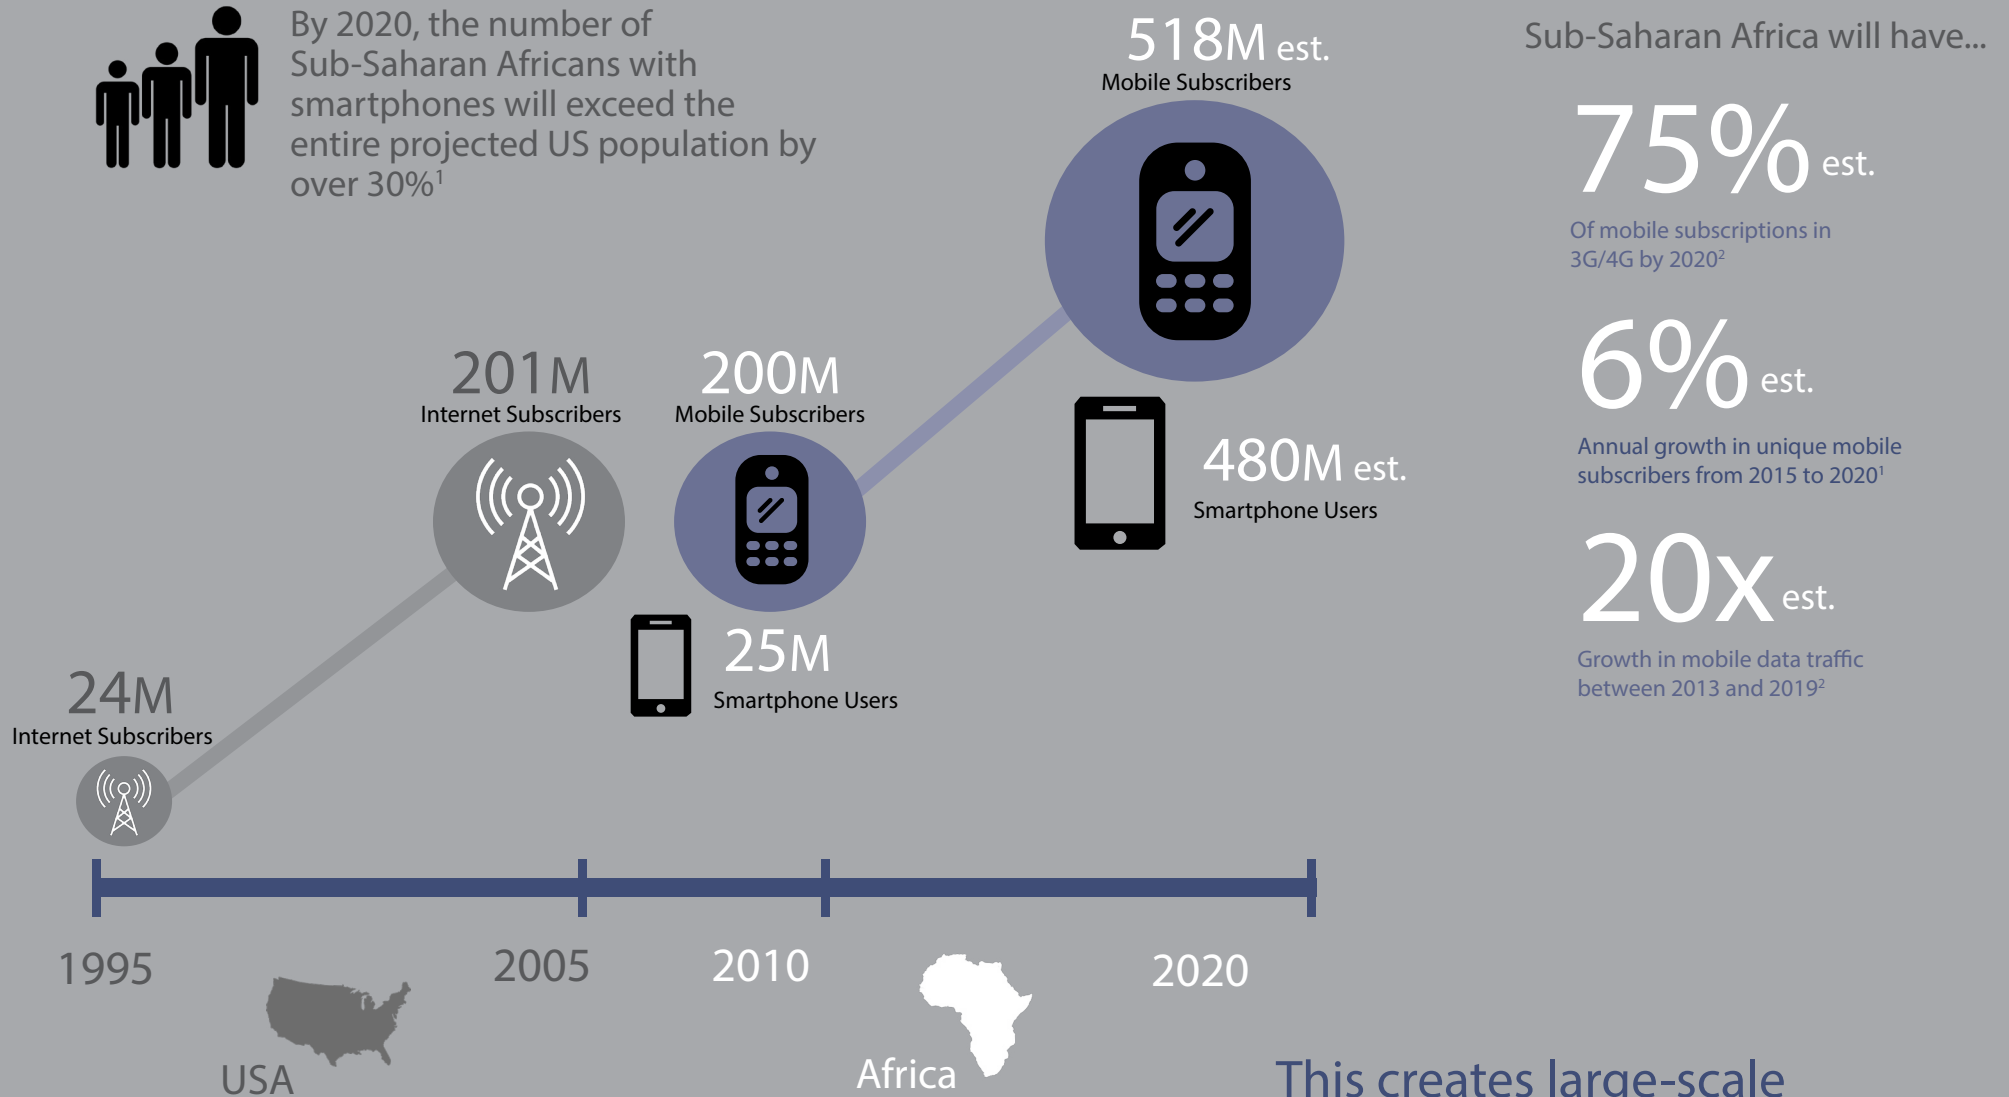 By 2020, the number of
Sub-Saharan Africans with
smartphones will exceed the
entire projected US population by
over 30%¹
518M est.
Mobile Subscribers
480M est.
Smartphone Users
201M
Internet Subscribers
200M
Mobile Subscribers
25M
Smartphone Users
24M
Internet Subscribers
1995
2005
2010
2020
USA
Africa
Sub-Saharan Africa will have...
75% est.
Of mobile subscriptions in
3G/4G by 2020²
6% est.
Annual growth in unique mobile
subscribers from 2015 to 2020¹
20x est.
Growth in mobile data traffic
between 2013 and 2019²
This creates large-scale